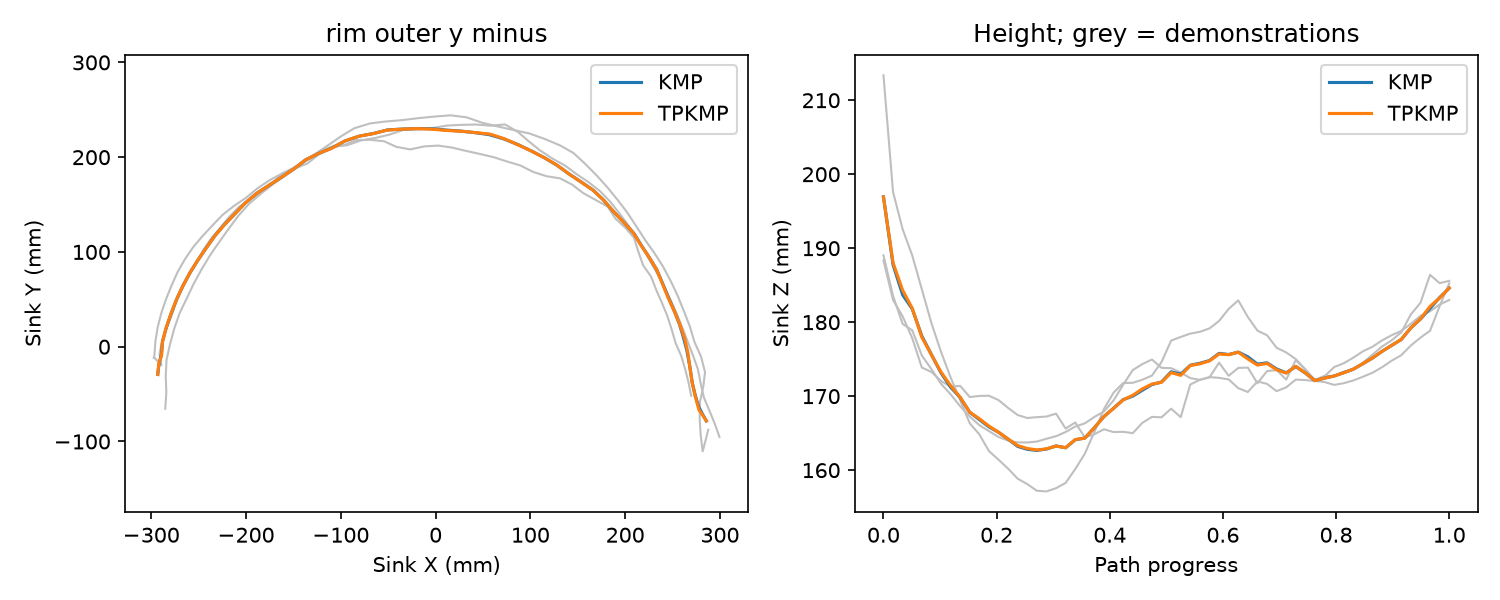 rim outer y minus
300
200
100
0
−100
−300
−200
−100
0
100
200
300
Sink X (mm)
Sink Y (mm)
KMP
TPKMP
Height; grey = demonstrations
210
200
190
180
170
160
0.0
0.2
0.4
0.6
0.8
1.0
Path progress
Sink Z (mm)
KMP
TPKMP